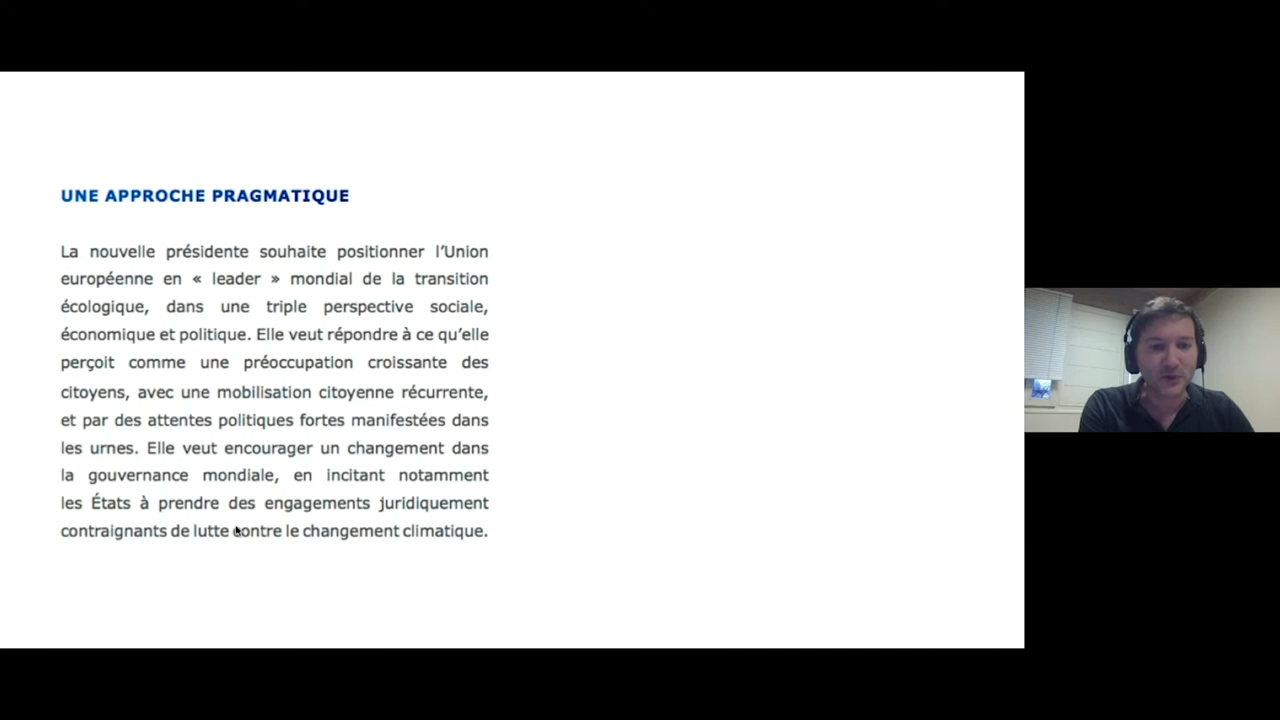 UNE APPROCHE PRAGMATIQUE
La nouvelle présidente souhaite positionner l’Union
européenne en « leader » mondial de la transition
écologique, dans une triple perspective sociale,
économique et politique. Elle veut répondre à ce qu’elle
perçoit comme une préoccupation croissante des
citoyens, avec une mobilisation citoyenne récurrente,
et par des attentes politiques fortes manifestées dans
les urnes. Elle veut encourager un changement dans
la gouvernance mondiale, en incitant notamment
les États à prendre des engagements juridiquement
contraignants de lutte contre le changement climatique.